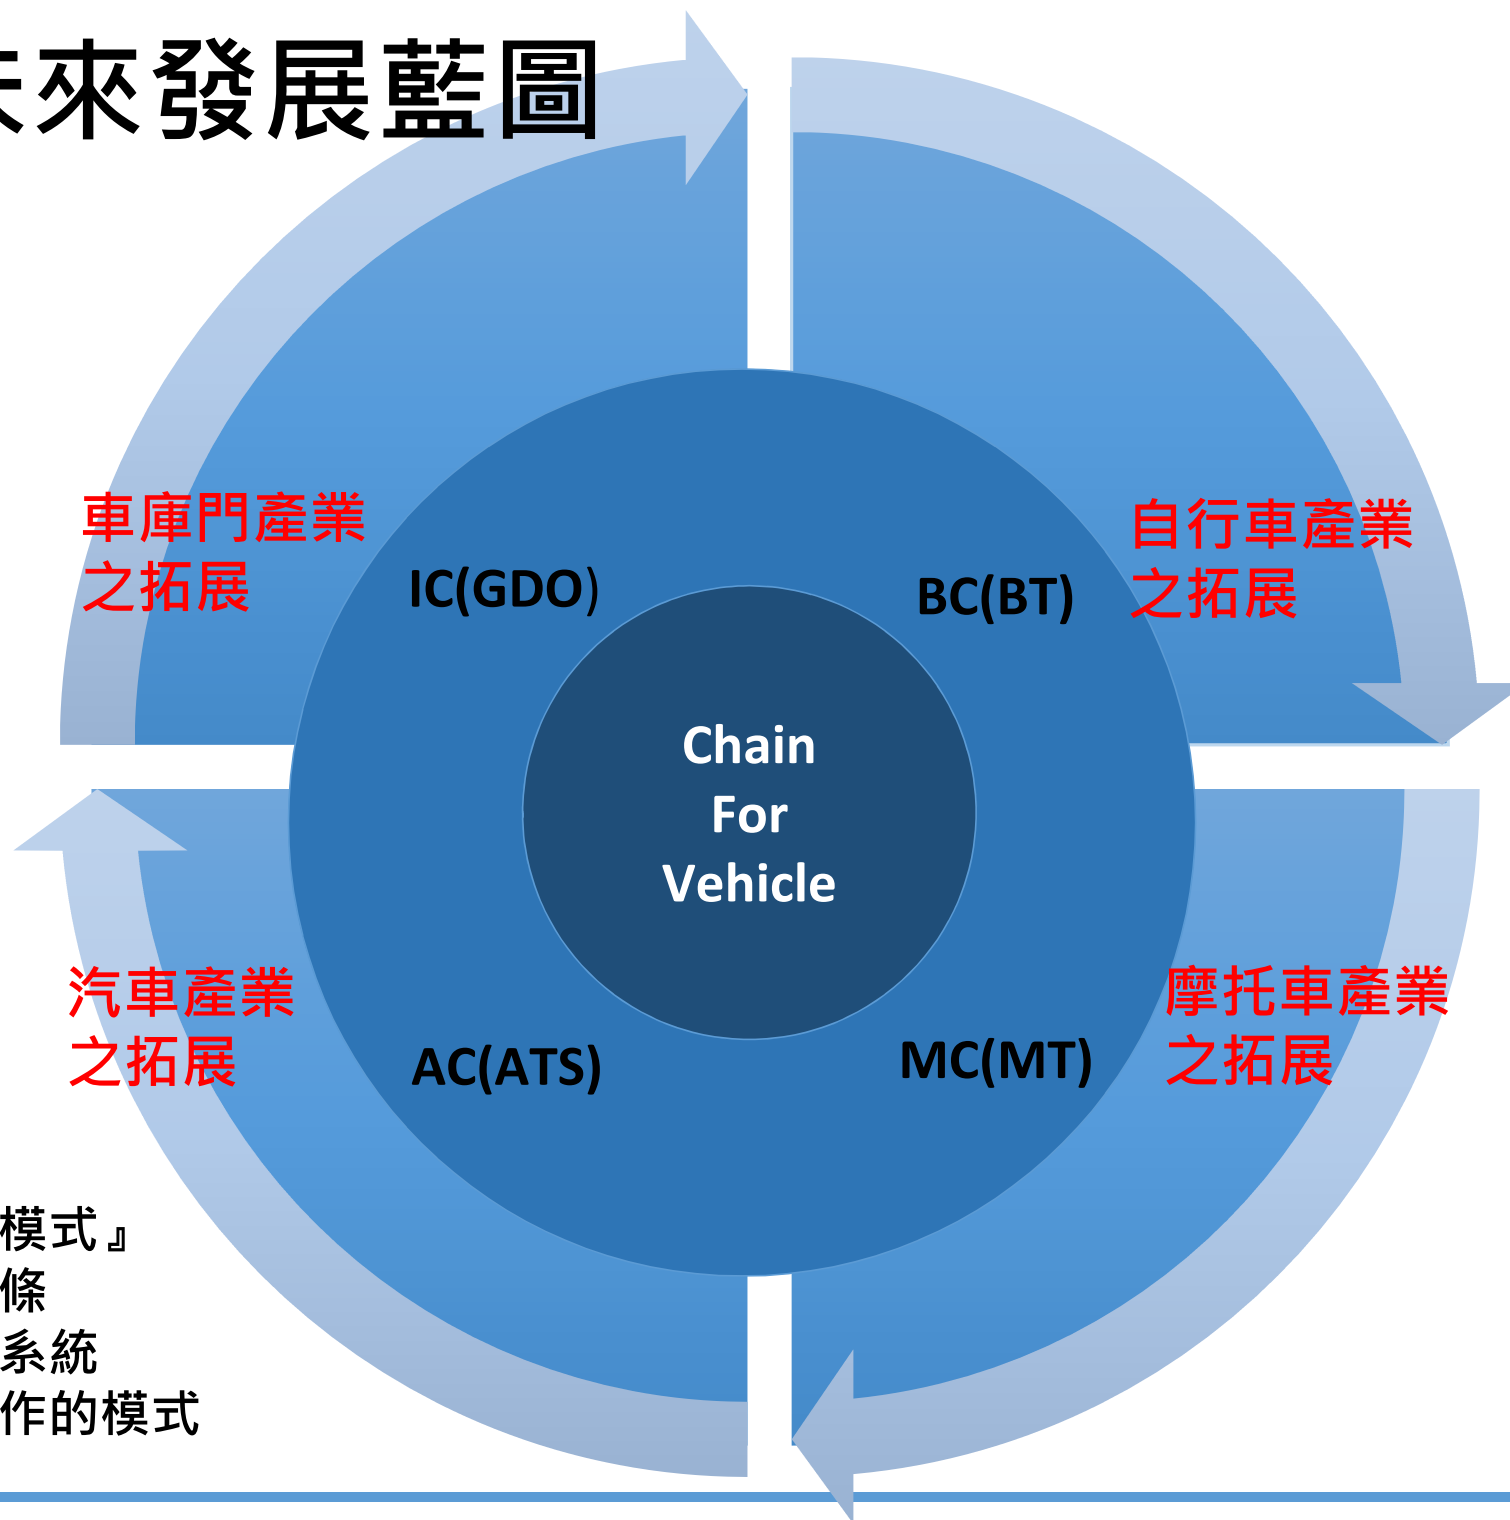 未來發展藍圖
車庫門產業
之拓展
IC(GDO)
BC(BT)
自行車產業
之拓展
Chain
For
Vehicle
汽車產業
之拓展
AC(ATS)
MC(MT)
摩托車產業
之拓展
模式』
條
系統
作的模式